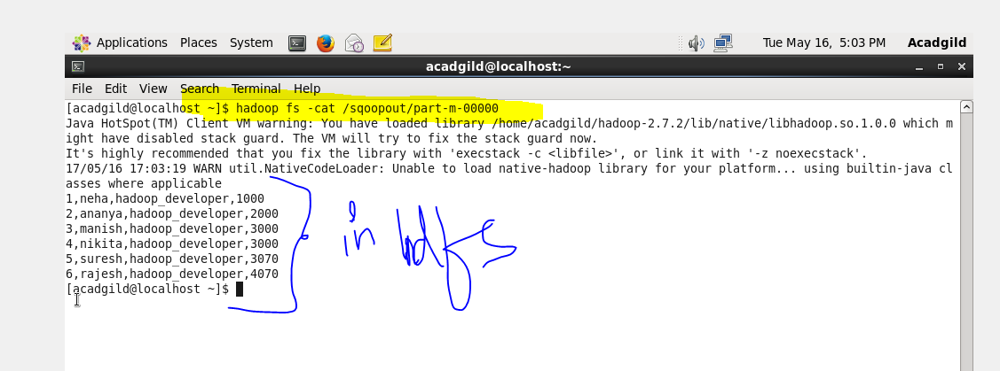 Applications Places System Tue May 16, 5:03 PM Acadgild
acadgild@localhost:~
File Edit View Search Terminal Help
[acadgild@localhost ~]$ hadoop fs -cat /sqoopout/part-m-00000
Java HotSpot(TM) Client VM warning: You have loaded library /home/acadgild/hadoop-2.7.2/lib/native/libhadoop.so.1.0.0 which m
ight have disabled stack guard. The VM will try to fix the stack guard now.
It's highly recommended that you fix the library with 'execstack -c <libfile>', or link it with '-z noexecstack'.
17/05/16 17:03:19 WARN util.NativeCodeLoader: Unable to load native-hadoop library for your platform... using builtin-java cl
asses where applicable
1,neha,hadoop_developer,1000
2,ananya,hadoop_developer,2000
3,manish,hadoop_developer,3000
4,nikita,hadoop_developer,3000
5,suresh,hadoop_developer,3070
6,rajesh,hadoop_developer,4070
[acadgild@localhost ~]$
in hdfs